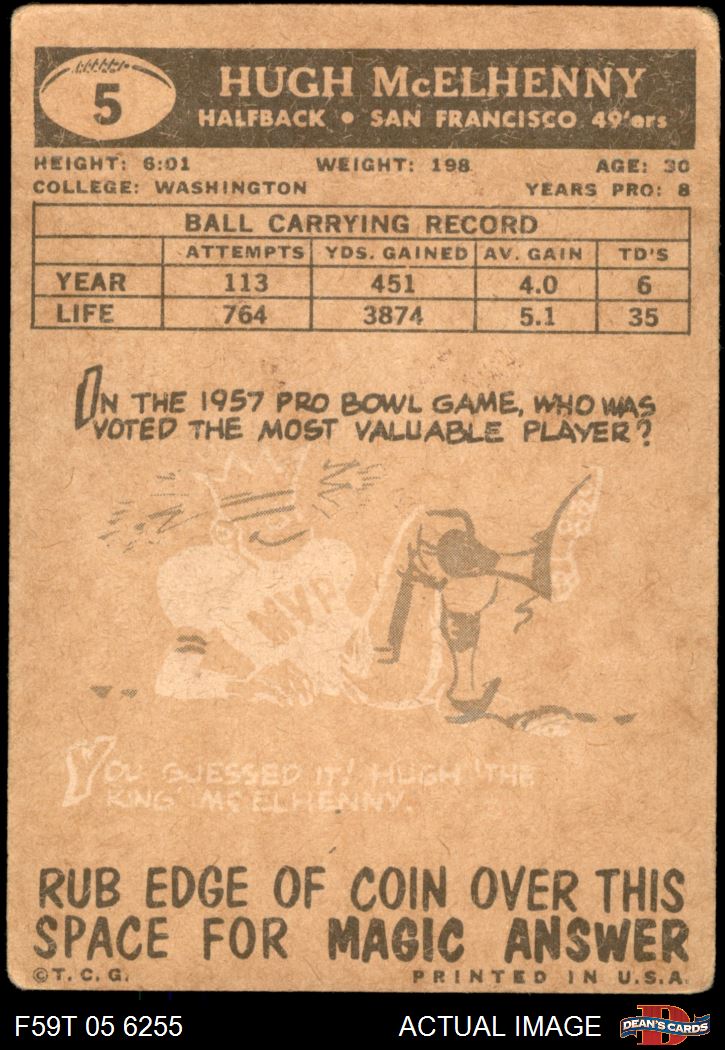 5
HUGH McELHENNY
HALFBACK • SAN FRANCISCO 49'ers
HEIGHT: 6:01 WEIGHT: 198 AGE: 30
COLLEGE: WASHINGTON YEARS PRO: 8
BALL CARRYING RECORD
ATTEMPTS YDS. GAINED AV. GAIN TD'S
YEAR 113 451 4.0 6
LIFE 764 3874 5.1 35
IN THE 1957 PRO BOWL GAME, WHO WAS
VOTED THE MOST VALUABLE PLAYER?
MVP
YOU GUESSED IT! HUGH 'THE
KING' MCELHENNY.
RUB EDGE OF COIN OVER THIS
SPACE FOR MAGIC ANSWER
©T.C.G. PRINTED IN U.S.A.
F59T 05 6255 ACTUAL IMAGE D DEAN'S CARDS